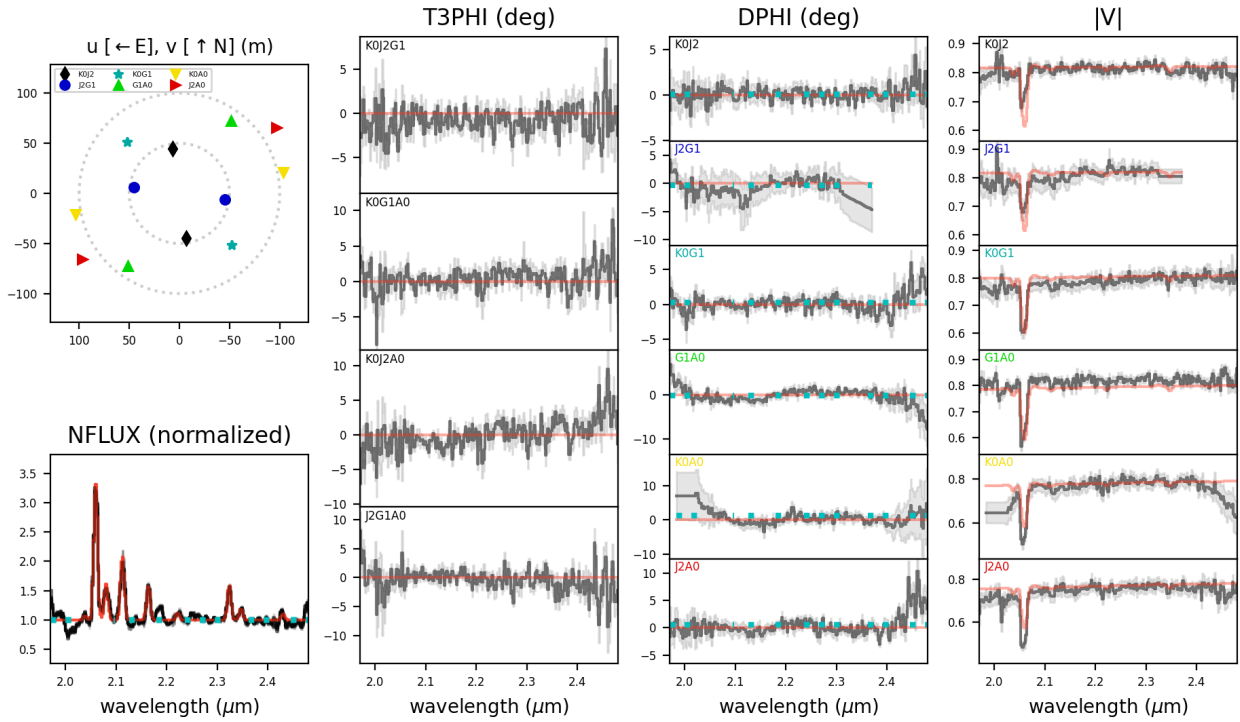 u [←E], v [↑N] (m)
K0J2 K0G1 K0A0
J2G1 G1A0 J2A0
100
50
0
−50
−100
100 50 0 −50 −100
NFLUX (normalized)
3.5
3.0
2.5
2.0
1.5
1.0
0.5
2.0 2.1 2.2 2.3 2.4
wavelength (μm)
T3PHI (deg)
K0J2G1
5
0
−5
K0G1A0
10
5
0
−5
K0J2A0
10
5
0
−5
−10
J2G1A0
10
5
0
−5
−10
2.0 2.1 2.2 2.3 2.4
wavelength (μm)
DPHI (deg)
K0J2
5
0
−5
J2G1
5
0
−5
−10
K0G1
5
0
−5
G1A0
10
0
−10
K0A0
10
0
−10
J2A0
10
5
0
−5
2.0 2.1 2.2 2.3 2.4
wavelength (μm)
|V|
K0J2
0.9
0.8
0.7
0.6
J2G1
0.9
0.8
0.7
0.6
K0G1
0.9
0.8
0.7
0.6
G1A0
0.9
0.8
0.7
0.6
K0A0
0.8
0.6
J2A0
0.8
0.6
2.0 2.1 2.2 2.3 2.4
wavelength (μm)